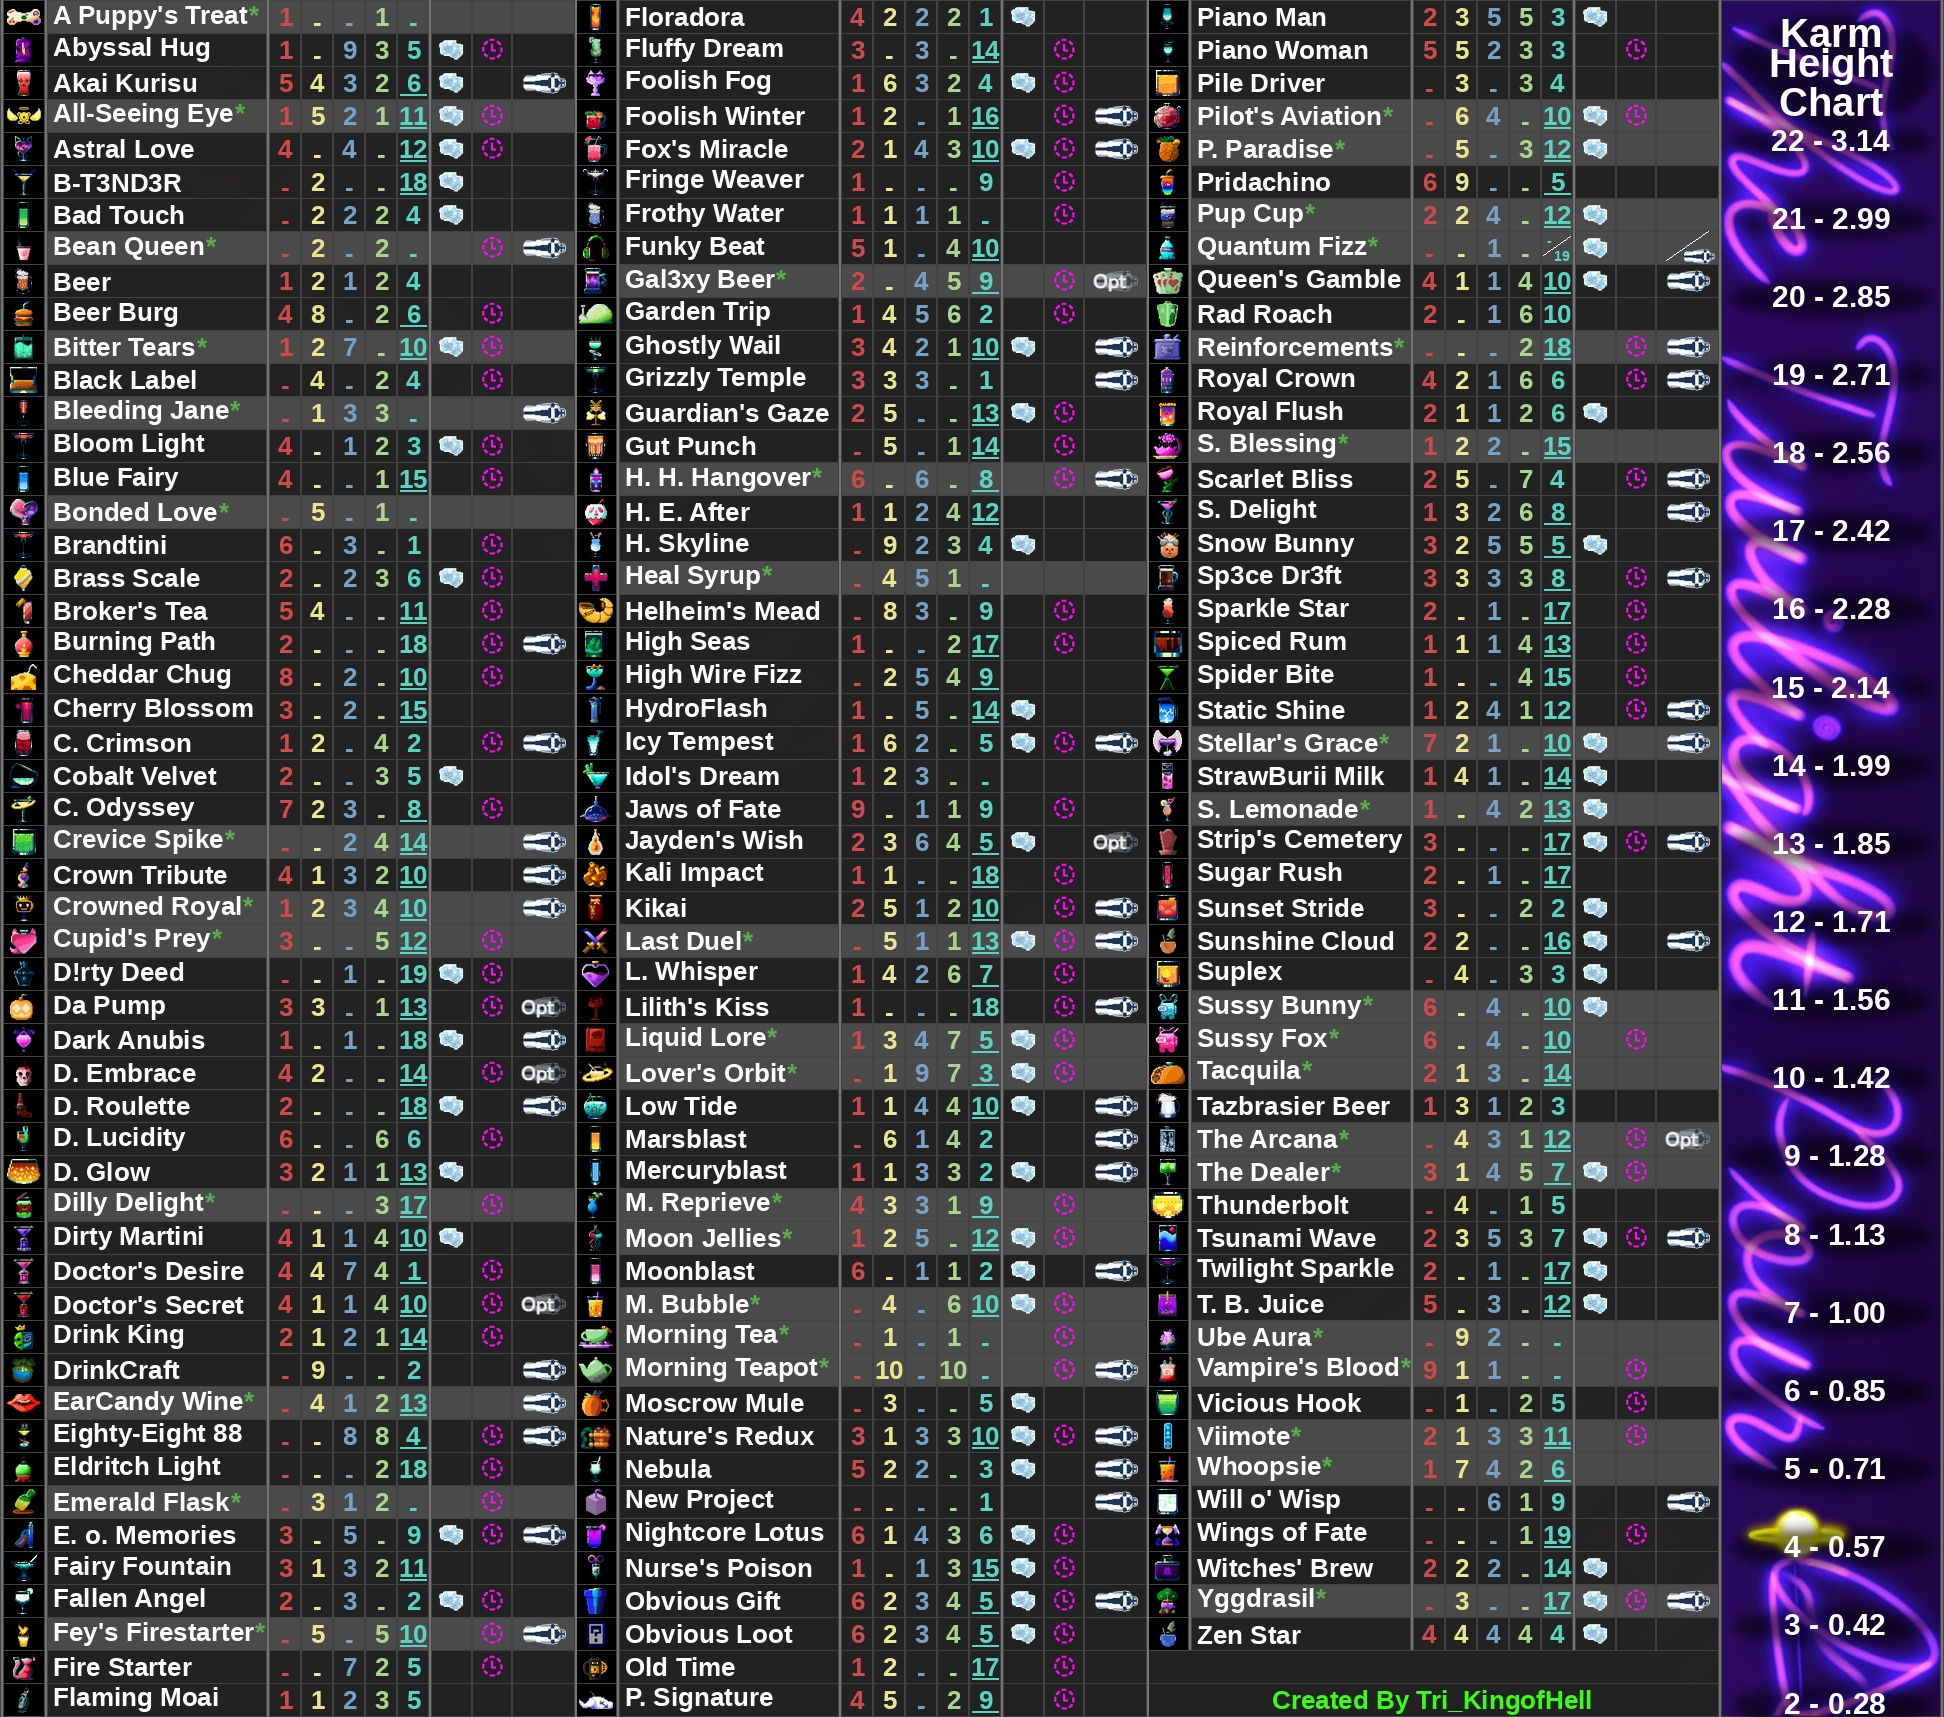 A Puppy's Treat* 1 - - 1 -
Abyssal Hug 1 - 9 3 5
Akai Kurisu 5 4 3 2 6
All-Seeing Eye* 1 5 2 1 11
Astral Love 4 - 4 - 12
B-T3ND3R - 2 - - 18
Bad Touch - 2 2 2 4
Bean Queen* - 2 - 2 -
Beer 1 2 1 2 4
Beer Burg 4 8 - 2 6
Bitter Tears* 1 2 7 - 10
Black Label - 4 - 2 4
Bleeding Jane* - 1 3 3 -
Bloom Light 4 - 1 2 3
Blue Fairy 4 - - 1 15
Bonded Love* - 5 - 1 -
Brandtini 6 - 3 - 1
Brass Scale 2 - 2 3 6
Broker's Tea 5 4 - - 11
Burning Path 2 - - - 18
Cheddar Chug 8 - 2 - 10
Cherry Blossom 3 - 2 - 15
C. Crimson 1 2 - 4 2
Cobalt Velvet 2 - - 3 5
C. Odyssey 7 2 3 - 8
Crevice Spike* - - 2 4 14
Crown Tribute 4 1 3 2 10
Crowned Royal* 1 2 3 4 10
Cupid's Prey* 3 - - 5 12
D!rty Deed - - 1 - 19
Da Pump 3 3 - 1 13 Opt
Dark Anubis 1 - 1 - 18
D. Embrace 4 2 - - 14 Opt
D. Roulette 2 - - - 18
D. Lucidity 6 - - 6 6
D. Glow 3 2 1 1 13
Dilly Delight* - - - 3 17
Dirty Martini 4 1 1 4 10
Doctor's Desire 4 4 7 4 1
Doctor's Secret 4 1 1 4 10 Opt
Drink King 2 1 2 1 14
DrinkCraft - 9 - - 2
EarCandy Wine* - 4 1 2 13
Eighty-Eight 88 - - 8 8 4
Eldritch Light - - - 2 18
Emerald Flask* - 3 1 2 -
E. o. Memories 3 - 5 - 9
Fairy Fountain 3 1 3 2 11
Fallen Angel 2 - 3 - 2
Fey's Firestarter* - 5 - 5 10
Fire Starter - - 7 2 5
Flaming Moai 1 1 2 3 5
Floradora 4 2 2 2 1
Fluffy Dream 3 - 3 - 14
Foolish Fog 1 6 3 2 4
Foolish Winter 1 2 - 1 16
Fox's Miracle 2 1 4 3 10
Fringe Weaver 1 - - - 9
Frothy Water 1 1 1 1 -
Funky Beat 5 1 - 4 10
Gal3xy Beer* 2 - 4 5 9 Opt
Garden Trip 1 4 5 6 2
Ghostly Wail 3 4 2 1 10
Grizzly Temple 3 3 3 - 1
Guardian's Gaze 2 5 - - 13
Gut Punch - 5 - 1 14
H. H. Hangover* 6 - 6 - 8
H. E. After 1 1 2 4 12
H. Skyline - 9 2 3 4
Heal Syrup* - 4 5 1 -
Helheim's Mead - 8 3 - 9
High Seas 1 - - 2 17
High Wire Fizz - 2 5 4 9
HydroFlash 1 - 5 - 14
Icy Tempest 1 6 2 - 5
Idol's Dream 1 2 3 - -
Jaws of Fate 9 - 1 1 9
Jayden's Wish 2 3 6 4 5 Opt
Kali Impact 1 1 - - 18
Kikai 2 5 1 2 10
Last Duel* - 5 1 1 13
L. Whisper 1 4 2 6 7
Lilith's Kiss 1 - - - 18
Liquid Lore* 1 3 4 7 5
Lover's Orbit* - 1 9 7 3
Low Tide 1 1 4 4 10
Marsblast - 6 1 4 2
Mercuryblast 1 1 3 3 2
M. Reprieve* 4 3 3 1 9
Moon Jellies* 1 2 5 - 12
Moonblast 6 - 1 1 2
M. Bubble* - 4 - 6 10
Morning Tea* - 1 - 1 -
Morning Teapot* - 10 - 10 -
Moscrow Mule - 3 - - 5
Nature's Redux 3 1 3 3 10
Nebula 5 2 2 - 3
New Project - - - - 1
Nightcore Lotus 6 1 4 3 6
Nurse's Poison 1 - 1 3 15
Obvious Gift 6 2 3 4 5
Obvious Loot 6 2 3 4 5
Old Time 1 2 - - 17
P. Signature 4 5 - 2 9
Piano Man 2 3 5 5 3
Piano Woman 5 5 2 3 3
Pile Driver - 3 - 3 4
Pilot's Aviation* - 6 4 - 10
P. Paradise* - 5 - 3 12
Pridachino 6 9 - - 5
Pup Cup* 2 2 4 - 12
Quantum Fizz* - - 1 - -/19
Queen's Gamble 4 1 1 4 10
Rad Roach 2 - 1 6 10
Reinforcements* - - - 2 18
Royal Crown 4 2 1 6 6
Royal Flush 2 1 1 2 6
S. Blessing* 1 2 2 - 15
Scarlet Bliss 2 5 - 7 4
S. Delight 1 3 2 6 8
Snow Bunny 3 2 5 5 5
Sp3ce Dr3ft 3 3 3 3 8
Sparkle Star 2 - 1 - 17
Spiced Rum 1 1 1 4 13
Spider Bite 1 - - 4 15
Static Shine 1 2 4 1 12
Stellar's Grace* 7 2 1 - 10
StrawBurii Milk 1 4 1 - 14
S. Lemonade* 1 - 4 2 13
Strip's Cemetery 3 - - - 17
Sugar Rush 2 - 1 - 17
Sunset Stride 3 - - 2 2
Sunshine Cloud 2 2 - - 16
Suplex - 4 - 3 3
Sussy Bunny* 6 - 4 - 10
Sussy Fox* 6 - 4 - 10
Tacquila* 2 1 3 - 14
Tazbrasier Beer 1 3 1 2 3
The Arcana* - 4 3 1 12 Opt
The Dealer* 3 1 4 5 7
Thunderbolt - 4 - 1 5
Tsunami Wave 2 3 5 3 7
Twilight Sparkle 2 - 1 - 17
T. B. Juice 5 - 3 - 12
Ube Aura* - 9 2 - -
Vampire's Blood* 9 1 1 - -
Vicious Hook - 1 - 2 5
Viimote* 2 1 3 3 11
Whoopsie* 1 7 4 2 6
Will o' Wisp - - 6 1 9
Wings of Fate - - - 1 19
Witches' Brew 2 2 2 - 14
Yggdrasil* - 3 - - 17
Zen Star 4 4 4 4 4
Created By Tri_KingofHell
Karm
Height
Chart
22 - 3.14
21 - 2.99
20 - 2.85
19 - 2.71
18 - 2.56
17 - 2.42
16 - 2.28
15 - 2.14
14 - 1.99
13 - 1.85
12 - 1.71
11 - 1.56
10 - 1.42
9 - 1.28
8 - 1.13
7 - 1.00
6 - 0.85
5 - 0.71
4 - 0.57
3 - 0.42
2 - 0.28